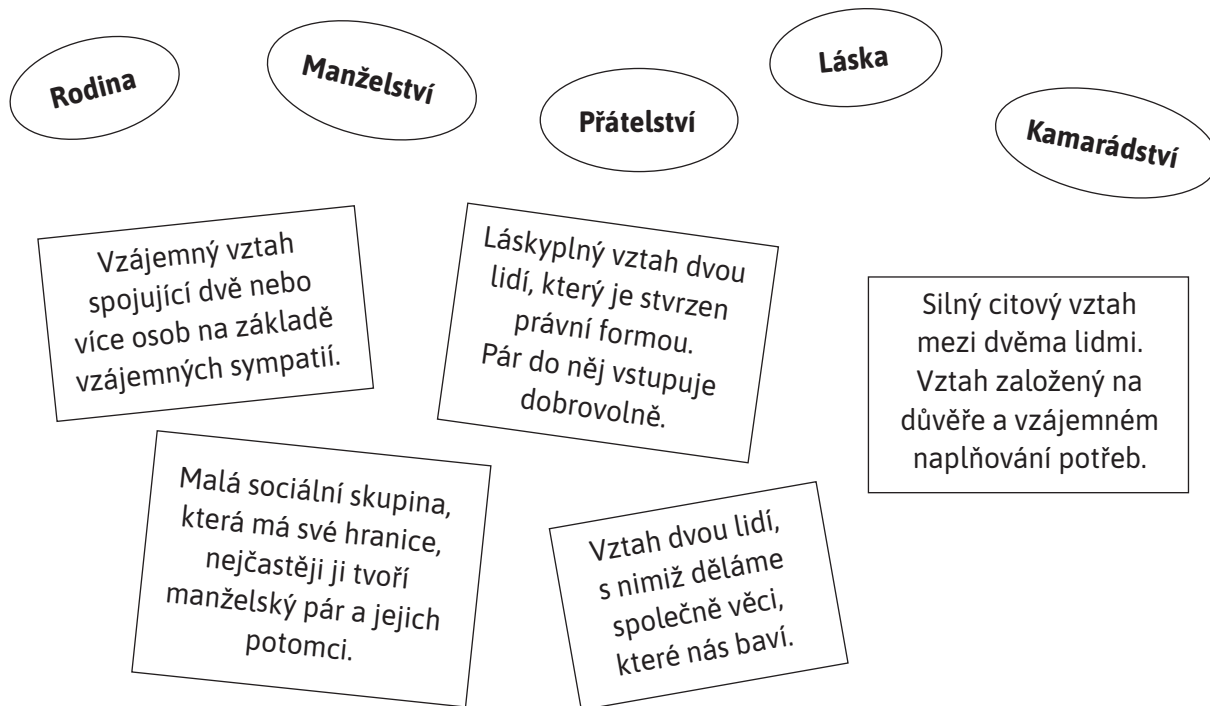 Rodina
Manželství
Přátelství
Láska
Kamarádství
Vzájemný vztah
spojující dvě nebo
více osob na základě
vzájemných sympatií.
Láskyplný vztah dvou
lidí, který je stvrzen
právní formou.
Pár do něj vstupuje
dobrovolně.
Silný citový vztah
mezi dvěma lidmi.
Vztah založený na
důvěře a vzájemném
naplňování potřeb.
Malá sociální skupina,
která má své hranice,
nejčastěji ji tvoří
manželský pár a jejich
potomci.
Vztah dvou lidí,
s nimiž děláme
společně věci,
které nás baví.